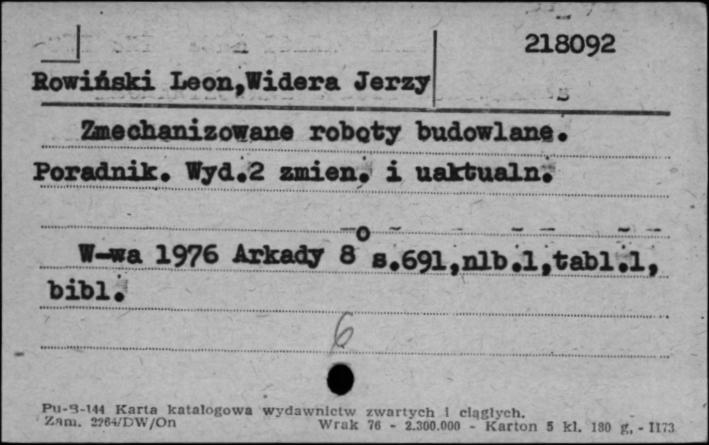 218092
Rowiński Leon,Widera Jerzy
Zmechanizowane roboty budowlane.
Poradnik. Wyd.2 zmien. i uaktualn.
W-wa 1976 Arkady 8° s.691,nlb.1,tabl.1,
bibl.
6
Pu-B-144 Karta katalogowa wydawnictw zwartych i ciągłych.
Zam. 2264/DW/On Wrak 76 - 2.300.000 - Karton 5 kl. 180 g. - 1173